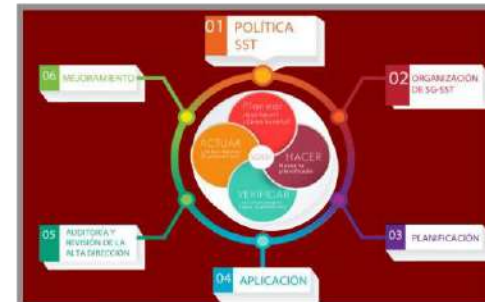 01 POLÍTICA
SST
02 ORGANIZACIÓN
DE SG-SST
03 PLANIFICACIÓN
04 APLICACIÓN
05 AUDITORÍA Y
REVISIÓN DE LA
ALTA DIRECCIÓN
06 MEJORAMIENTO
Planear
HACER
VERIFICAR
ACTUAR